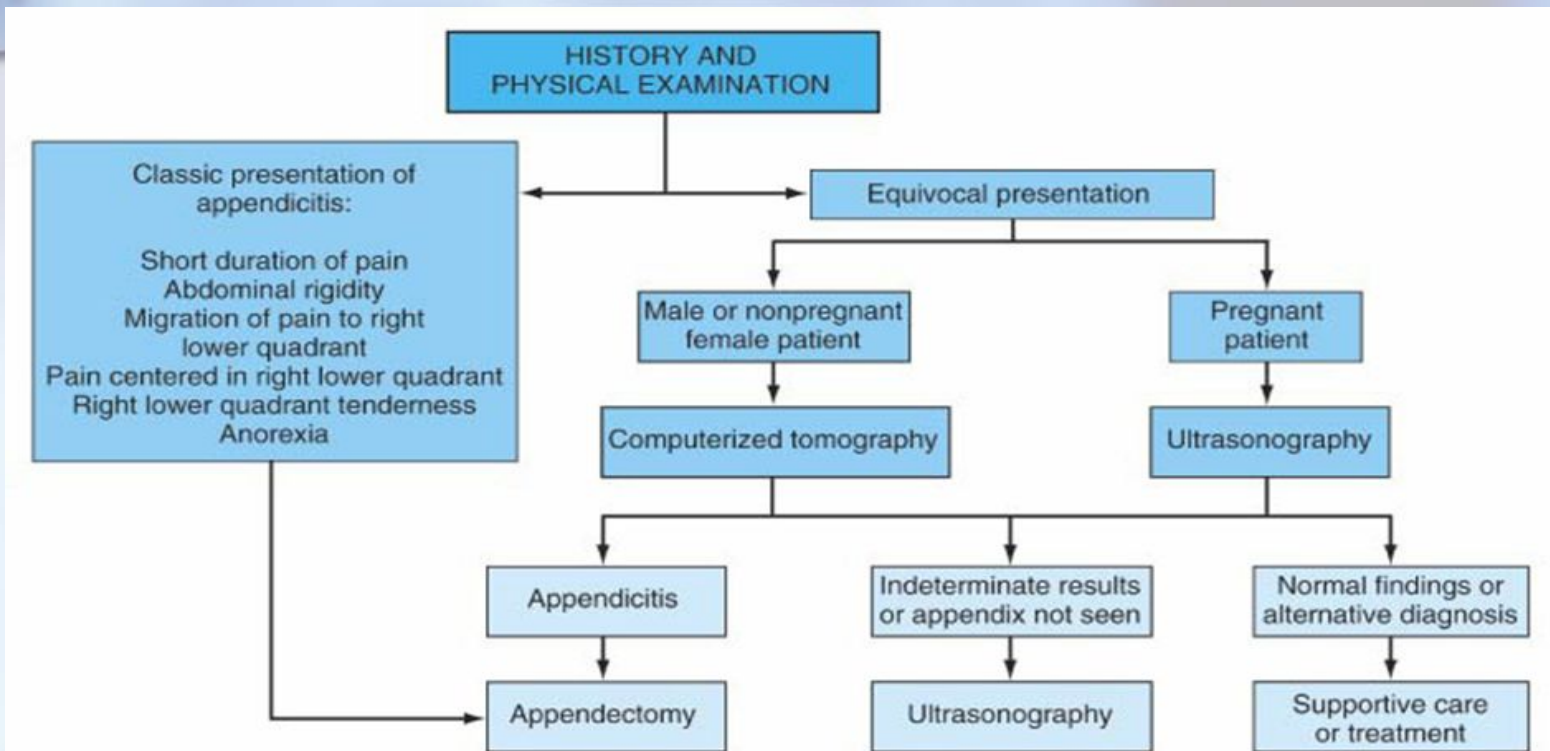 HISTORY AND
PHYSICAL EXAMINATION
Classic presentation of
appendicitis:
Short duration of pain
Abdominal rigidity
Migration of pain to right
lower quadrant
Pain centered in right lower quadrant
Right lower quadrant tenderness
Anorexia
Equivocal presentation
Male or nonpregnant
female patient
Pregnant
patient
Computerized tomography
Ultrasonography
Appendicitis
Indeterminate results
or appendix not seen
Normal findings or
alternative diagnosis
Appendectomy
Ultrasonography
Supportive care
or treatment